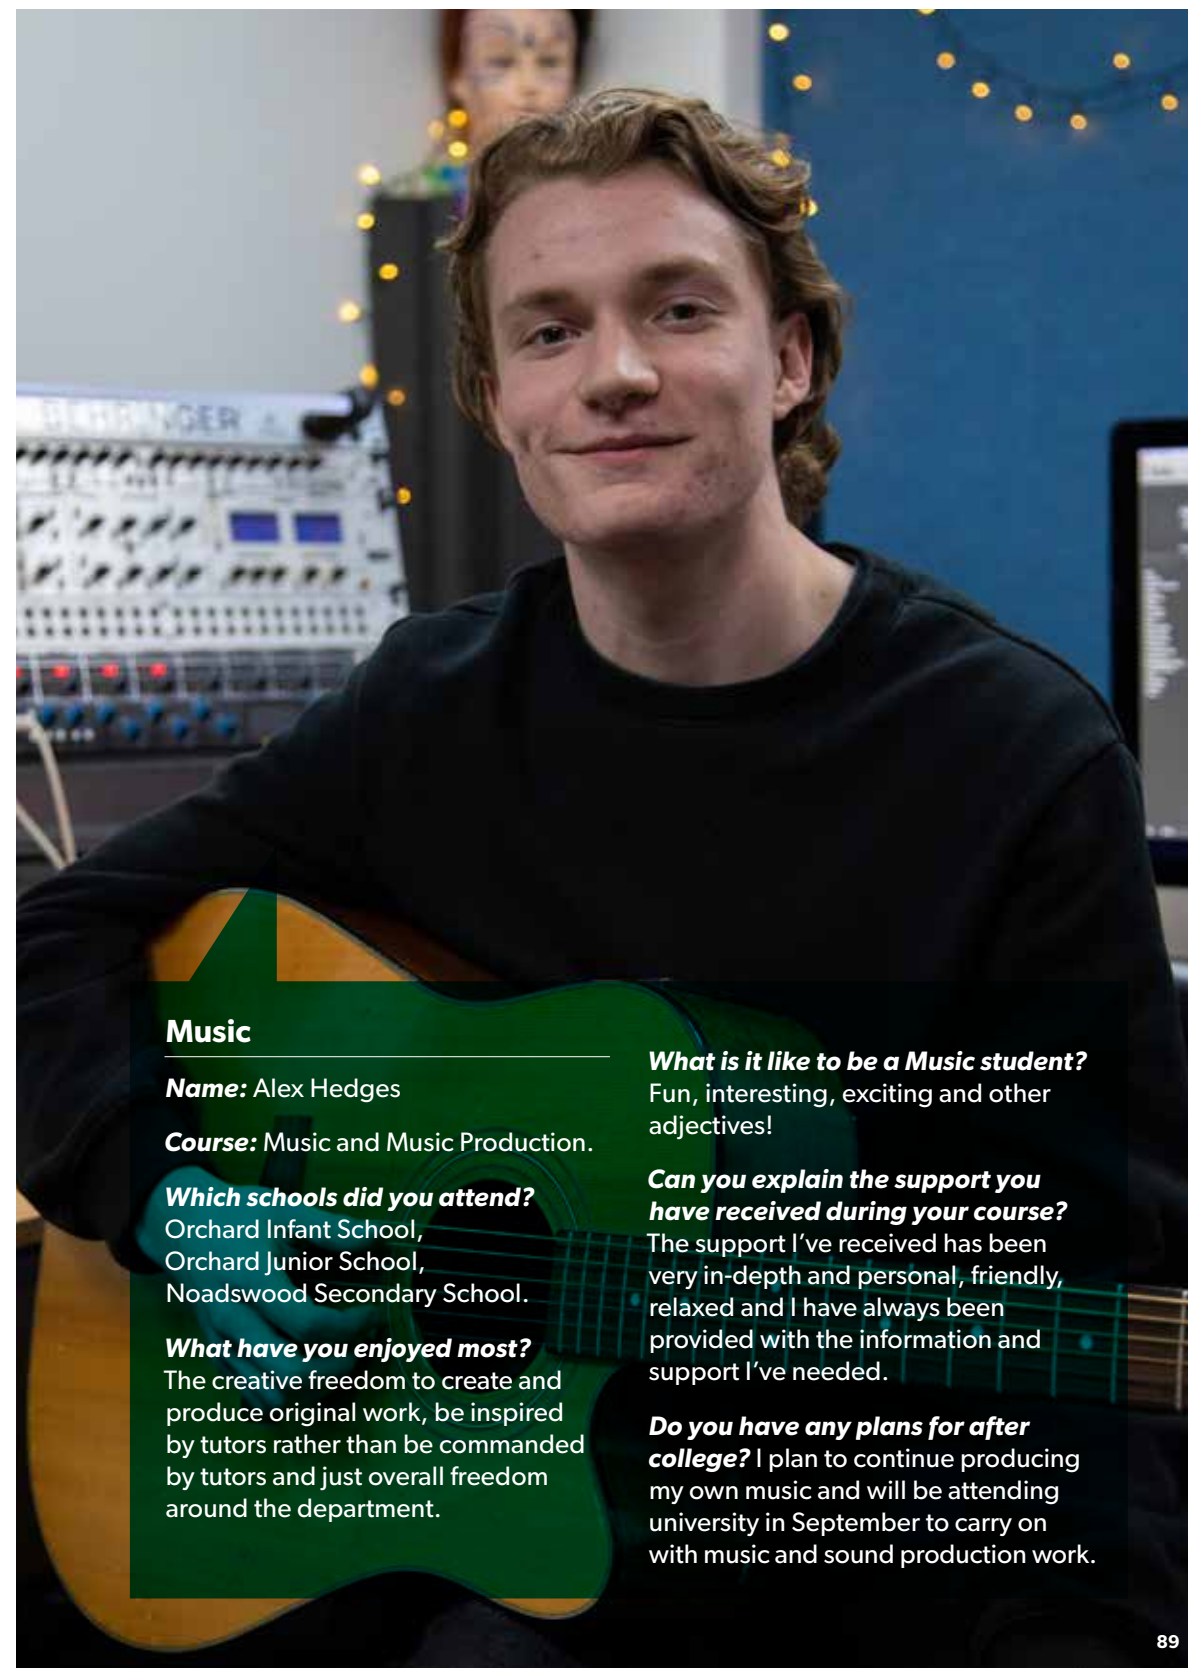 BEHRINGER
Music
Name: Alex Hedges
Course: Music and Music Production.
Which schools did you attend?
Orchard Infant School,
Orchard Junior School,
Noadswood Secondary School.
What have you enjoyed most?
The creative freedom to create and
produce original work, be inspired
by tutors rather than be commanded
by tutors and just overall freedom
around the department.
What is it like to be a Music student?
Fun, interesting, exciting and other
adjectives!
Can you explain the support you
have received during your course?
The support I've received has been
very in-depth and personal, friendly,
relaxed and I have always been
provided with the information and
support I've needed.
Do you have any plans for after
college? I plan to continue producing
my own music and will be attending
university in September to carry on
with music and sound production work.
89